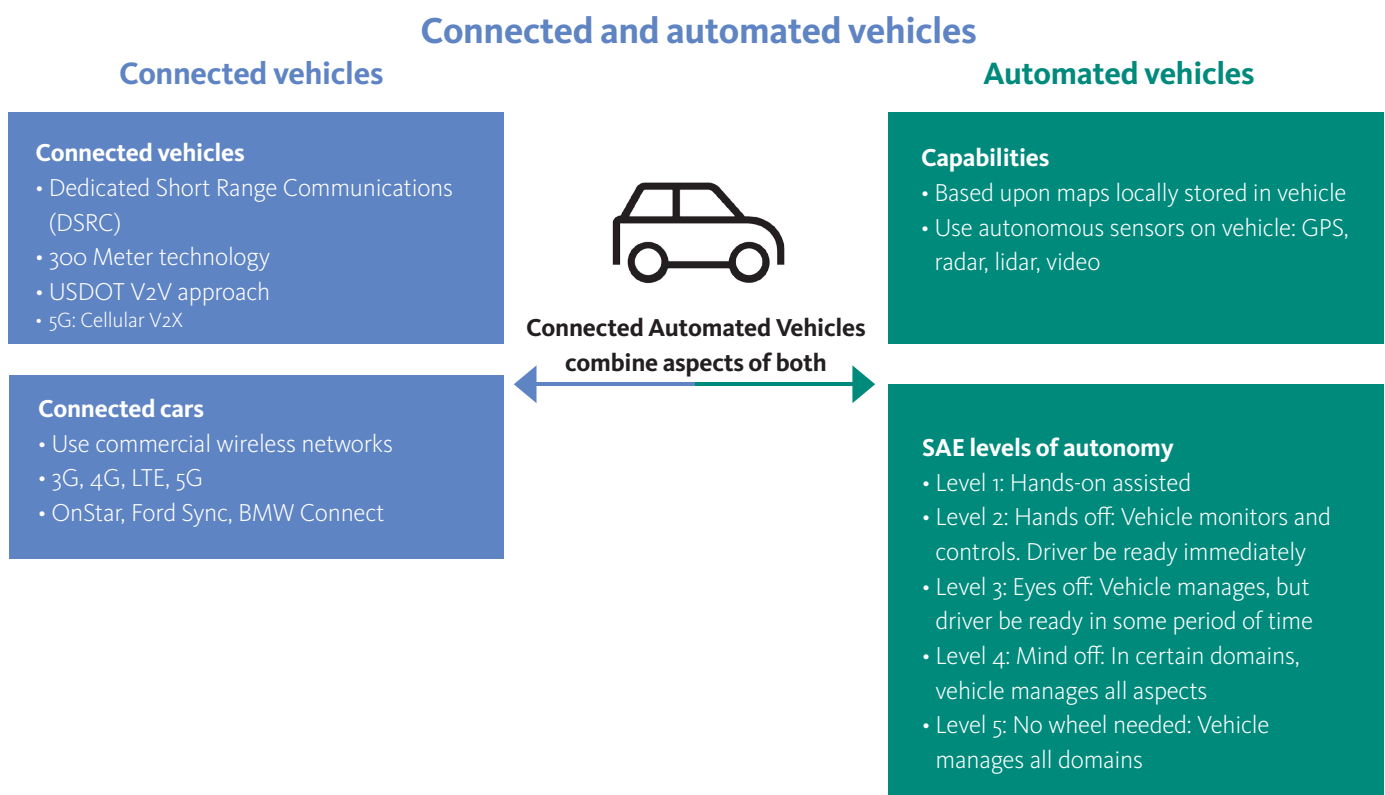 Connected and automated vehicles
Connected vehicles
Connected vehicles
• Dedicated Short Range Communications
(DSRC)
• 300 Meter technology
• USDOT V2V approach
• 5G: Cellular V2X
Connected cars
• Use commercial wireless networks
• 3G, 4G, LTE, 5G
• OnStar, Ford Sync, BMW Connect
Connected Automated Vehicles
combine aspects of both
Automated vehicles
Capabilities
• Based upon maps locally stored in vehicle
• Use autonomous sensors on vehicle: GPS,
radar, lidar, video
SAE levels of autonomy
• Level 1: Hands-on assisted
• Level 2: Hands off: Vehicle monitors and
controls. Driver be ready immediately
• Level 3: Eyes off: Vehicle manages, but
driver be ready in some period of time
• Level 4: Mind off: In certain domains,
vehicle manages all aspects
• Level 5: No wheel needed: Vehicle
manages all domains